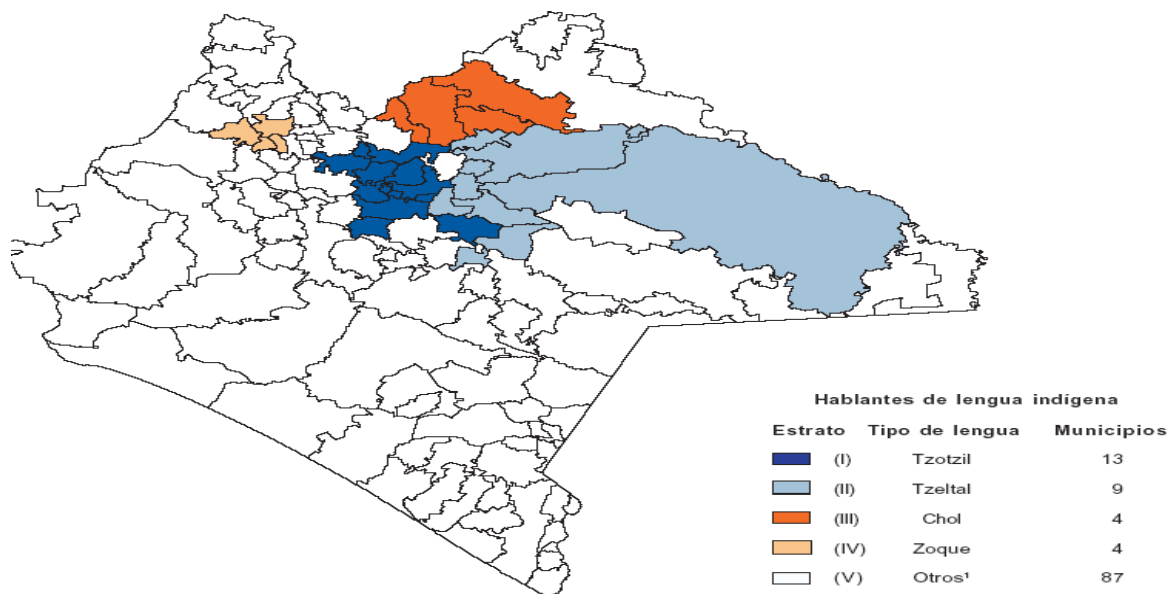 Hablantes de lengua indígena
Estrato Tipo de lengua Municipios
(I) Tzotzil 13
(II) Tzeltal 9
(III) Chol 4
(IV) Zoque 4
(V) Otros¹ 87